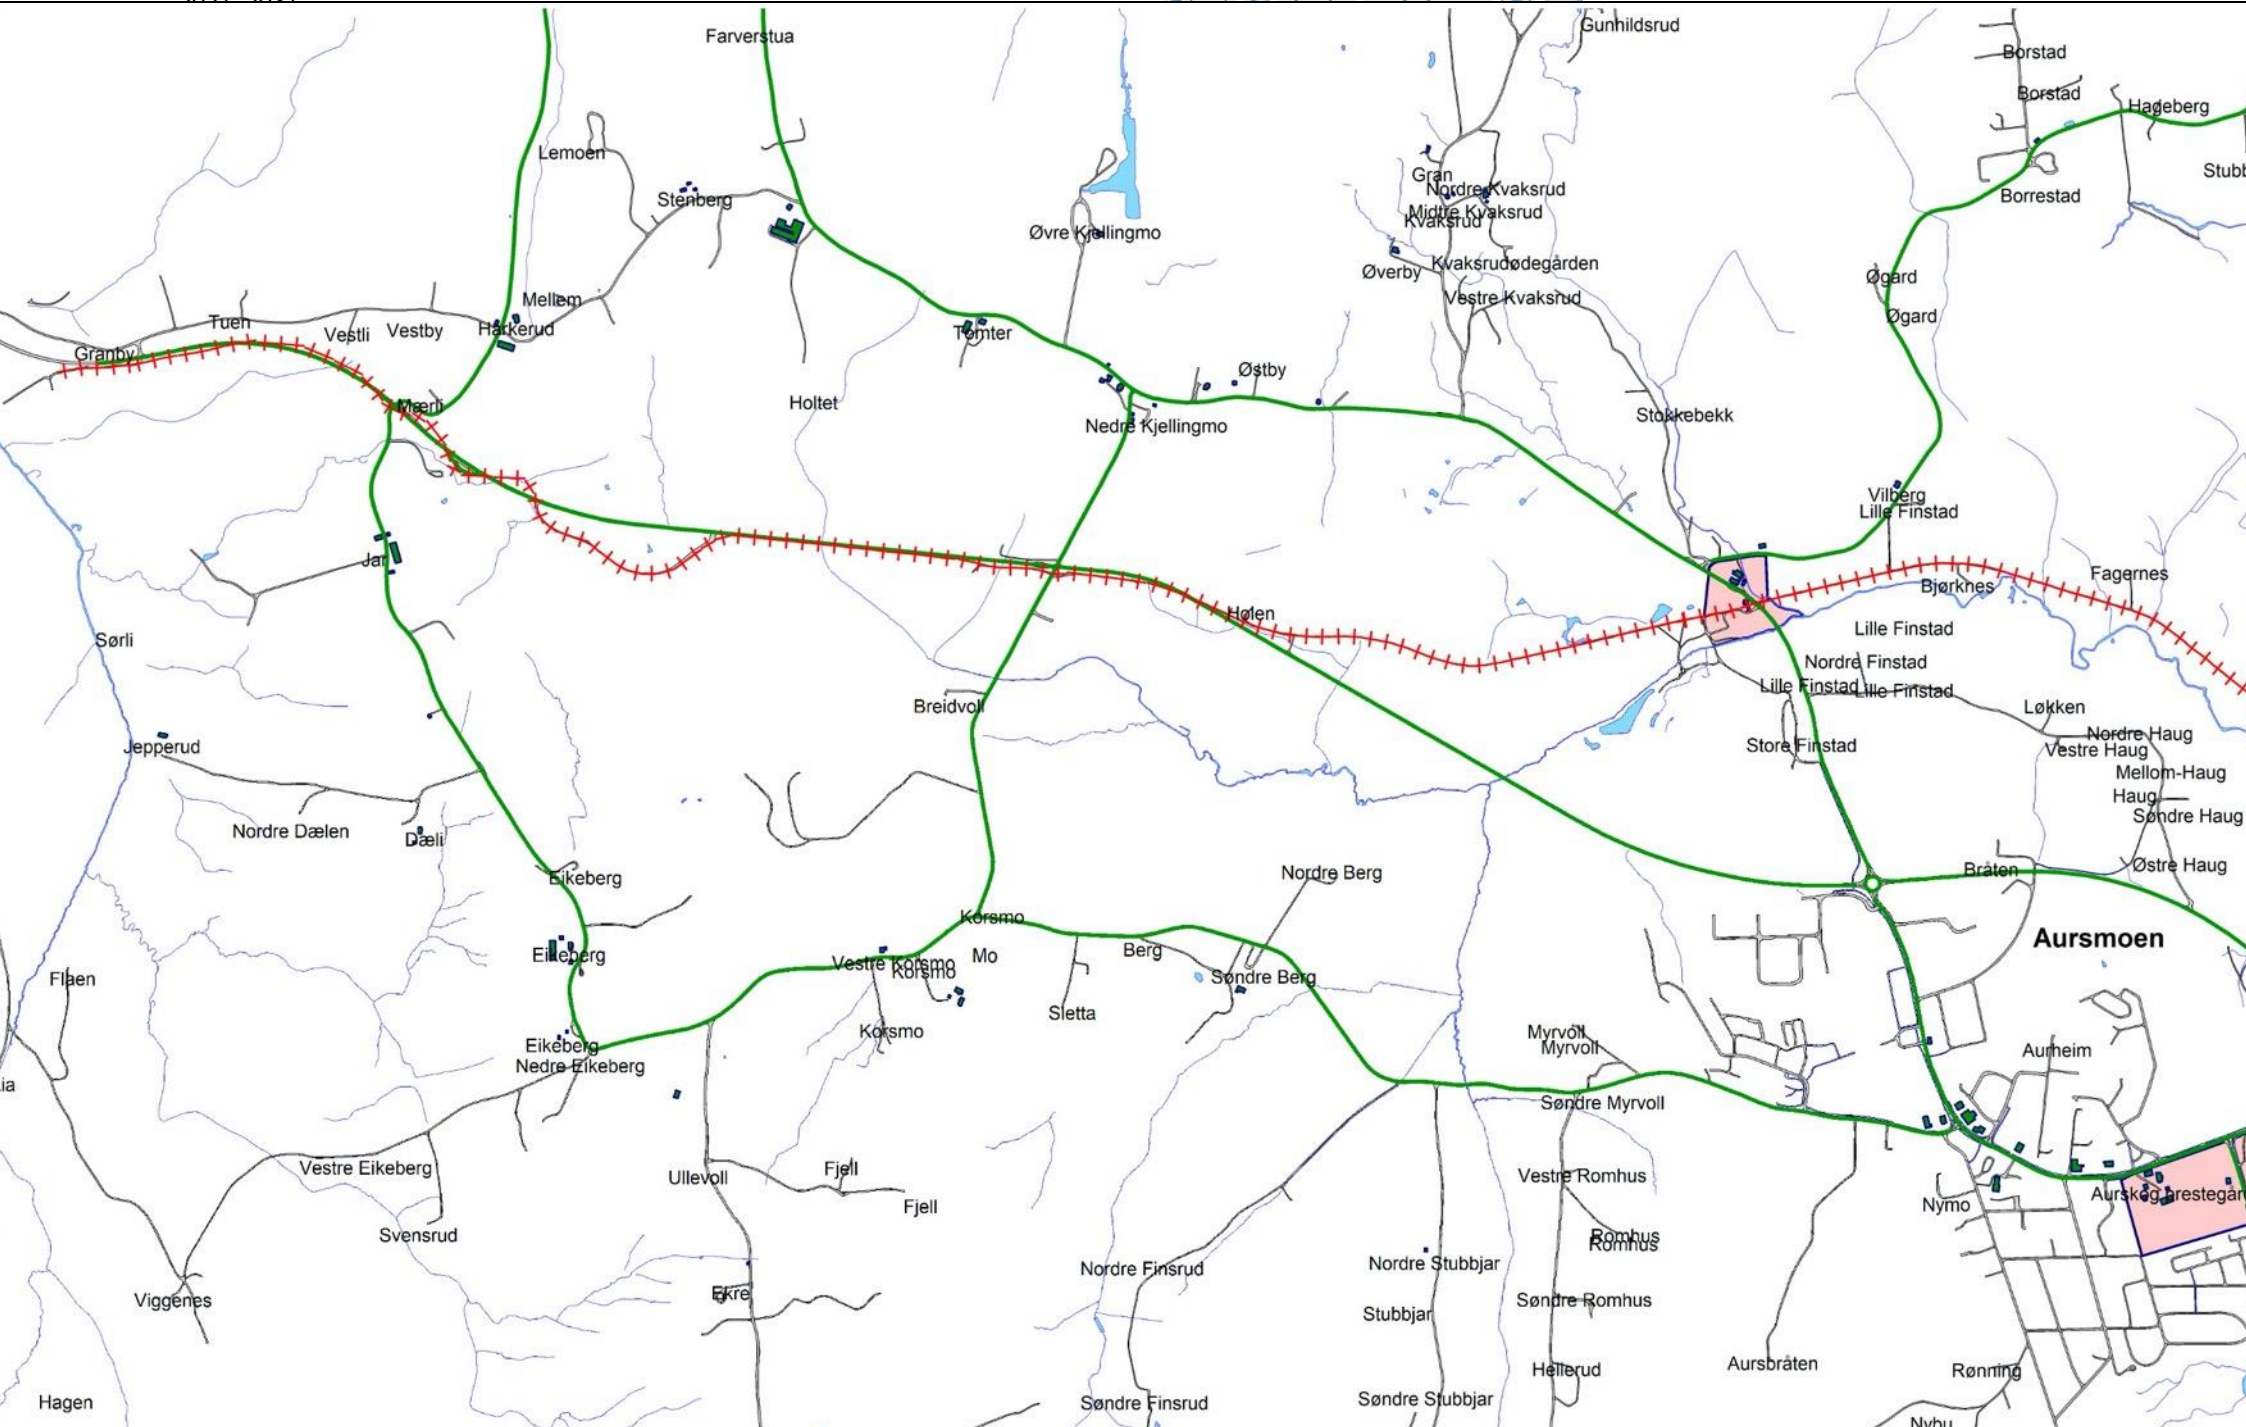 Gunhildsrud
Farverstua
Borstad
Borstad
Hageberg
Lemoen
Stenberg
Gran
Nordre Kvaksrud
Midtre Kvaksrud
Kvaksrud
Stubb
Borrestad
Øvre Kjellingmo
Øverby
Kvaksrudødegården
Øgard
Mellem
Vestre Kvaksrud
Øgard
Tuen
Vestli
Vestby
Harkerud
Tomter
Granby
Østby
Mærli
Holtet
Nedre Kjellingmo
Stokkebekk
Vilberg
Lille Finstad
Jar
Fagernes
Bjørknes
Hølen
Lille Finstad
Sørli
Nordre Finstad
Lille Finstad
Lille Finstad
Breidvoll
Løkken
Jepperud
Store Finstad
Nordre Haug
Vestre Haug
Mellom-Haug
Haug
Søndre Haug
Nordre Dælen
Dæli
Østre Haug
Eikeberg
Nordre Berg
Bråten
Korsmo
Aursmoen
Eikeberg
Vestre Korsmo
Korsmo
Mo
Berg
Flaen
Søndre Berg
Sletta
Korsmo
Myrvoll
Myrvoll
Eikeberg
Nedre Eikeberg
Aurheim
ia
Søndre Myrvoll
Vestre Eikeberg
Ullevoll
Fjell
Vestre Romhus
Fjell
Nymo
Aurskog prestegår
Svensrud
Romhus
Romhus
Nordre Finsrud
Nordre Stubbjar
Viggenes
Ekre
Stubbjar
Søndre Romhus
Aursbråten
Hellerud
Rønning
Hagen
Søndre Finsrud
Søndre Stubbjar
Nybu